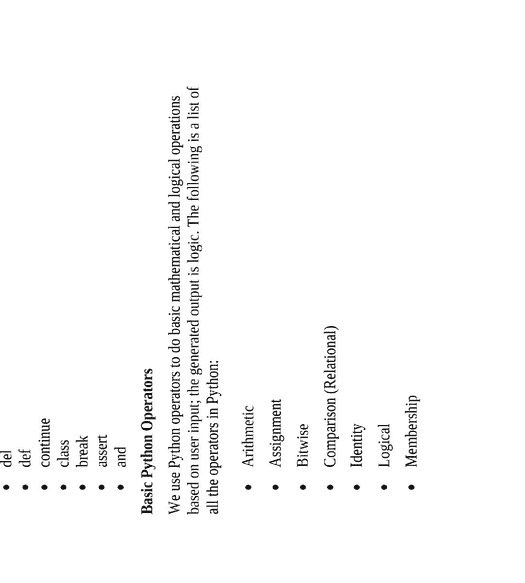 • del
• def
• continue
• class
• break
• assert
• and
Basic Python Operators
We use Python operators to do basic mathematical and logical operations
based on user input; the generated output is logic. The following is a list of
all the operators in Python:
• Arithmetic
• Assignment
• Bitwise
• Comparison (Relational)
• Identity
• Logical
• Membership